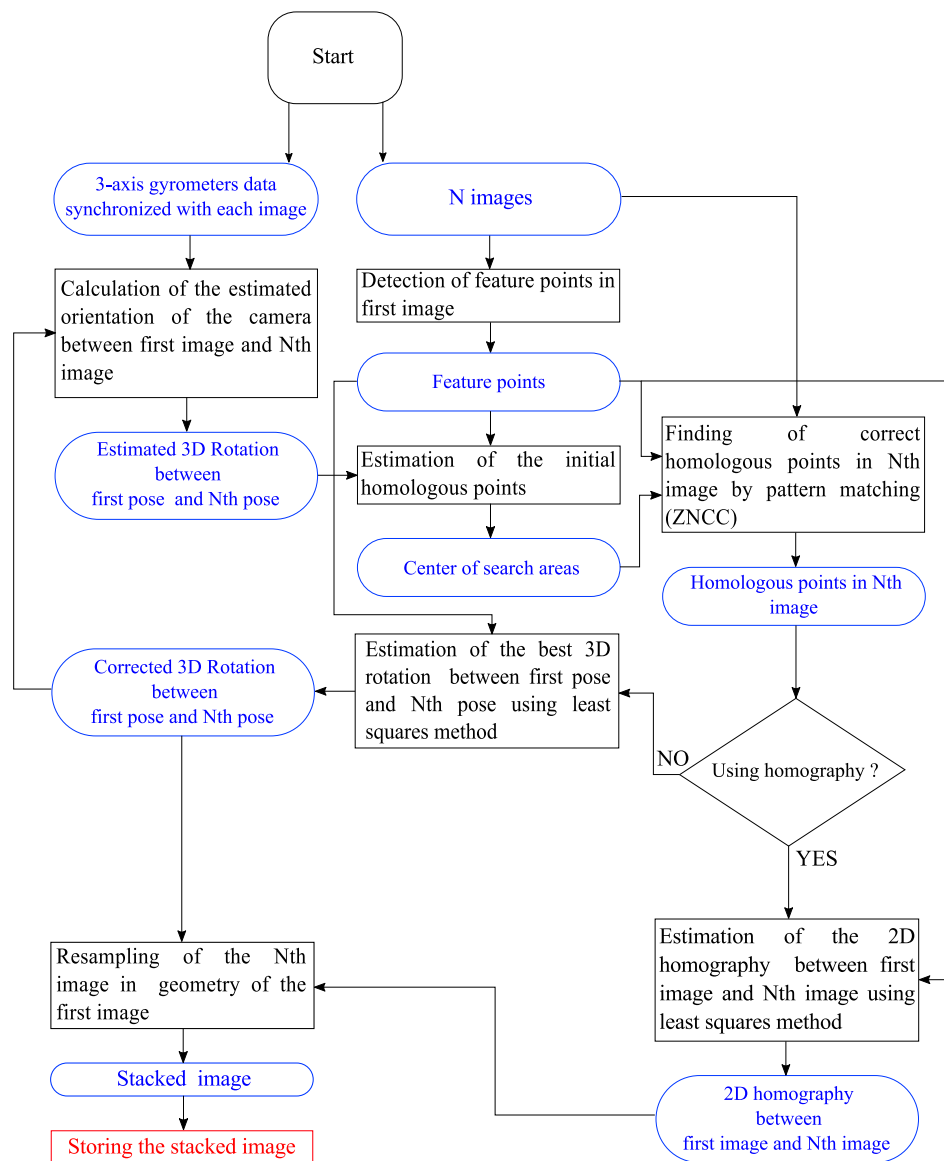 Start
3-axis gyrometers data
synchronized with each image
N images
Calculation of the estimated
orientation of the camera
between first image and Nth
image
Detection of feature points in
first image
Feature points
Estimated 3D Rotation
between
first pose and Nth pose
Estimation of the initial
homologous points
Finding of correct
homologous points in Nth
image by pattern matching
(ZNCC)
Center of search areas
Homologous points in Nth
image
Corrected 3D Rotation
between
first pose and Nth pose
Estimation of the best 3D
rotation between first pose
and Nth pose using least
squares method
NO
Using homography ?
YES
Resampling of the Nth
image in geometry of the
first image
Estimation of the 2D
homography between first
image and Nth image using
least squares method
Stacked image
2D homography
between
first image and Nth image
Storing the stacked image